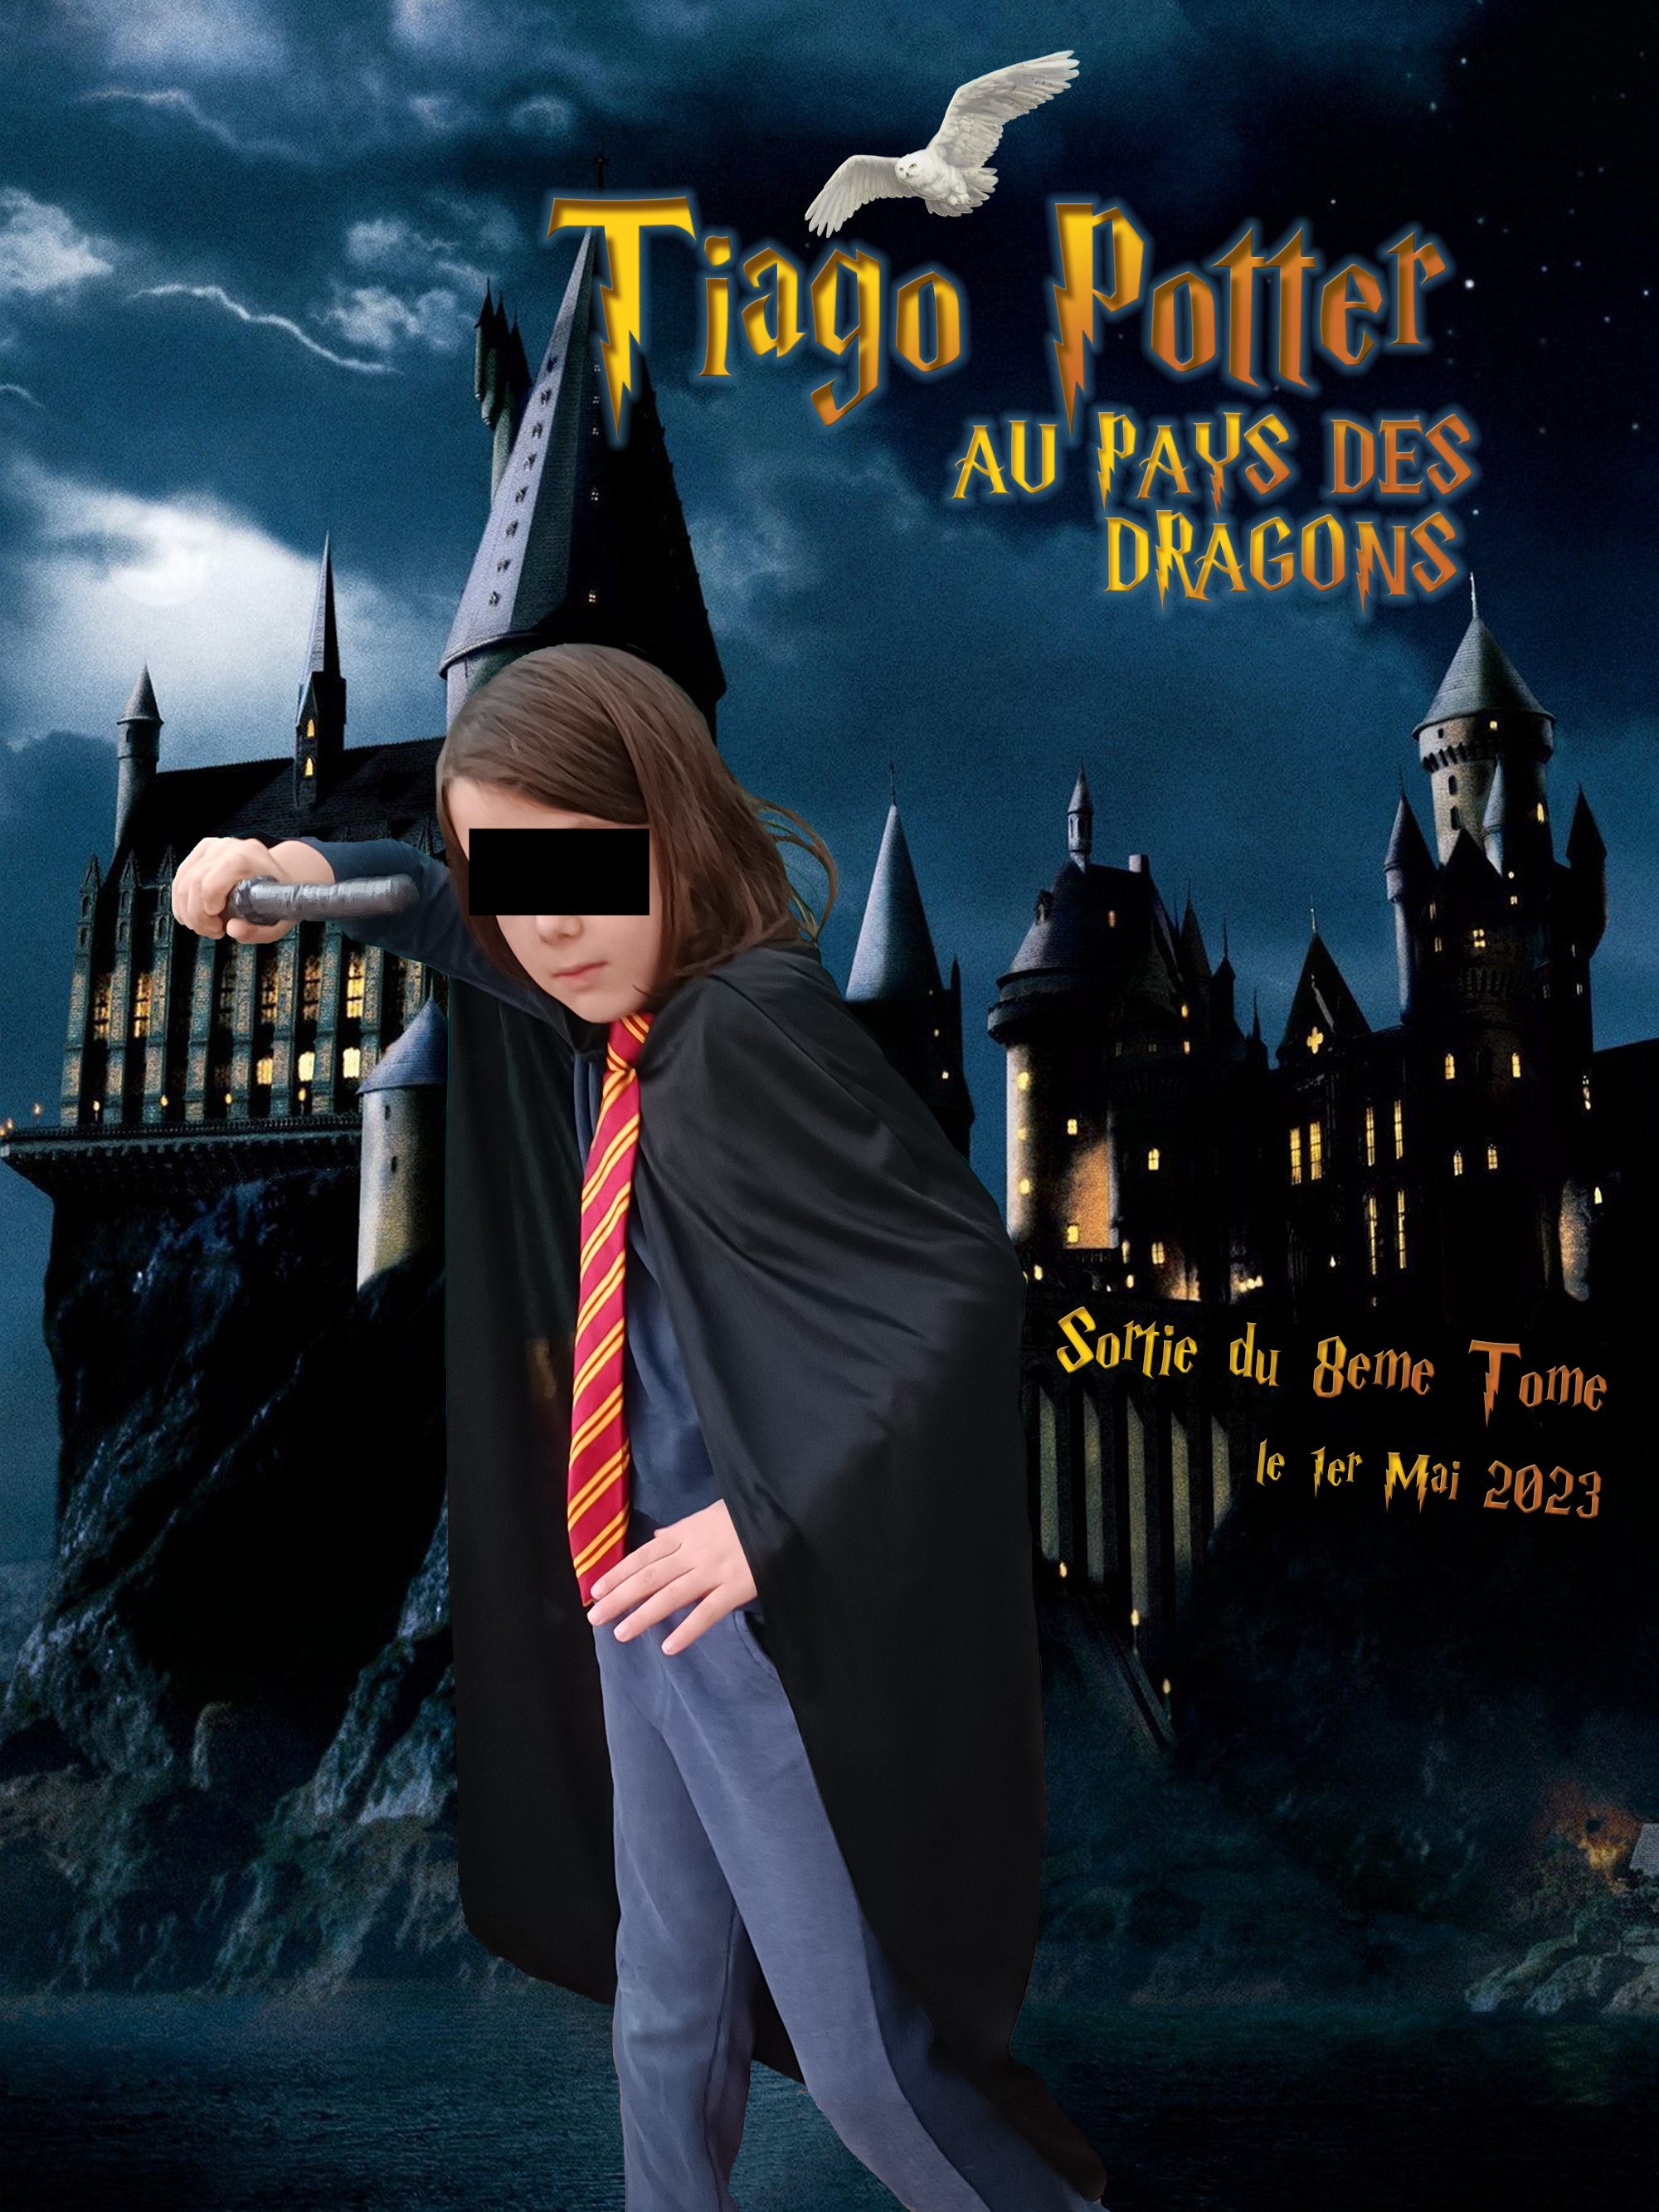 Tiago Potter
AU PAYS DES
DRAGONS
Sortie du 8eme Tome
le 1er Mai 2023